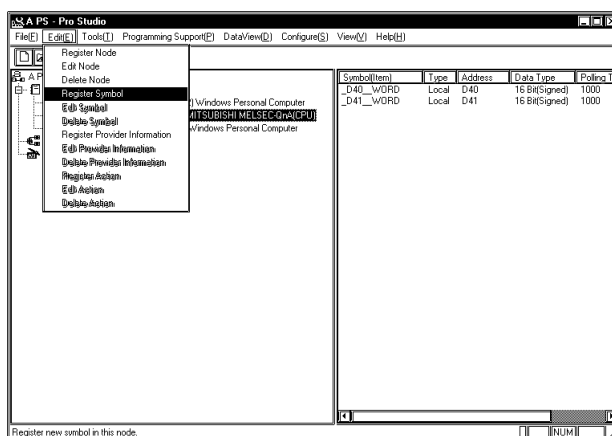 A PS - Pro Studio
File(F) Edit(E) Tools(T) Programming Support(P) DataView(D) Configure(S) View(V) Help(H)
Register Node
Edit Node
Delete Node
Register Symbol
Edit Symbol
Delete Symbol
Register Provider Information
Edit Provider Information
Delete Provider Information
Register Action
Edit Action
Delete Action
A P
) Windows Personal Computer
MITSUBISHI MELSEC-QnA(CPU)
Windows Personal Computer
Symbol(Item) Type Address Data Type Polling T
_D40__WORD Local D40 16 Bit(Signed) 1000
_D41__WORD Local D41 16 Bit(Signed) 1000
Register new symbol in this node.
NUM